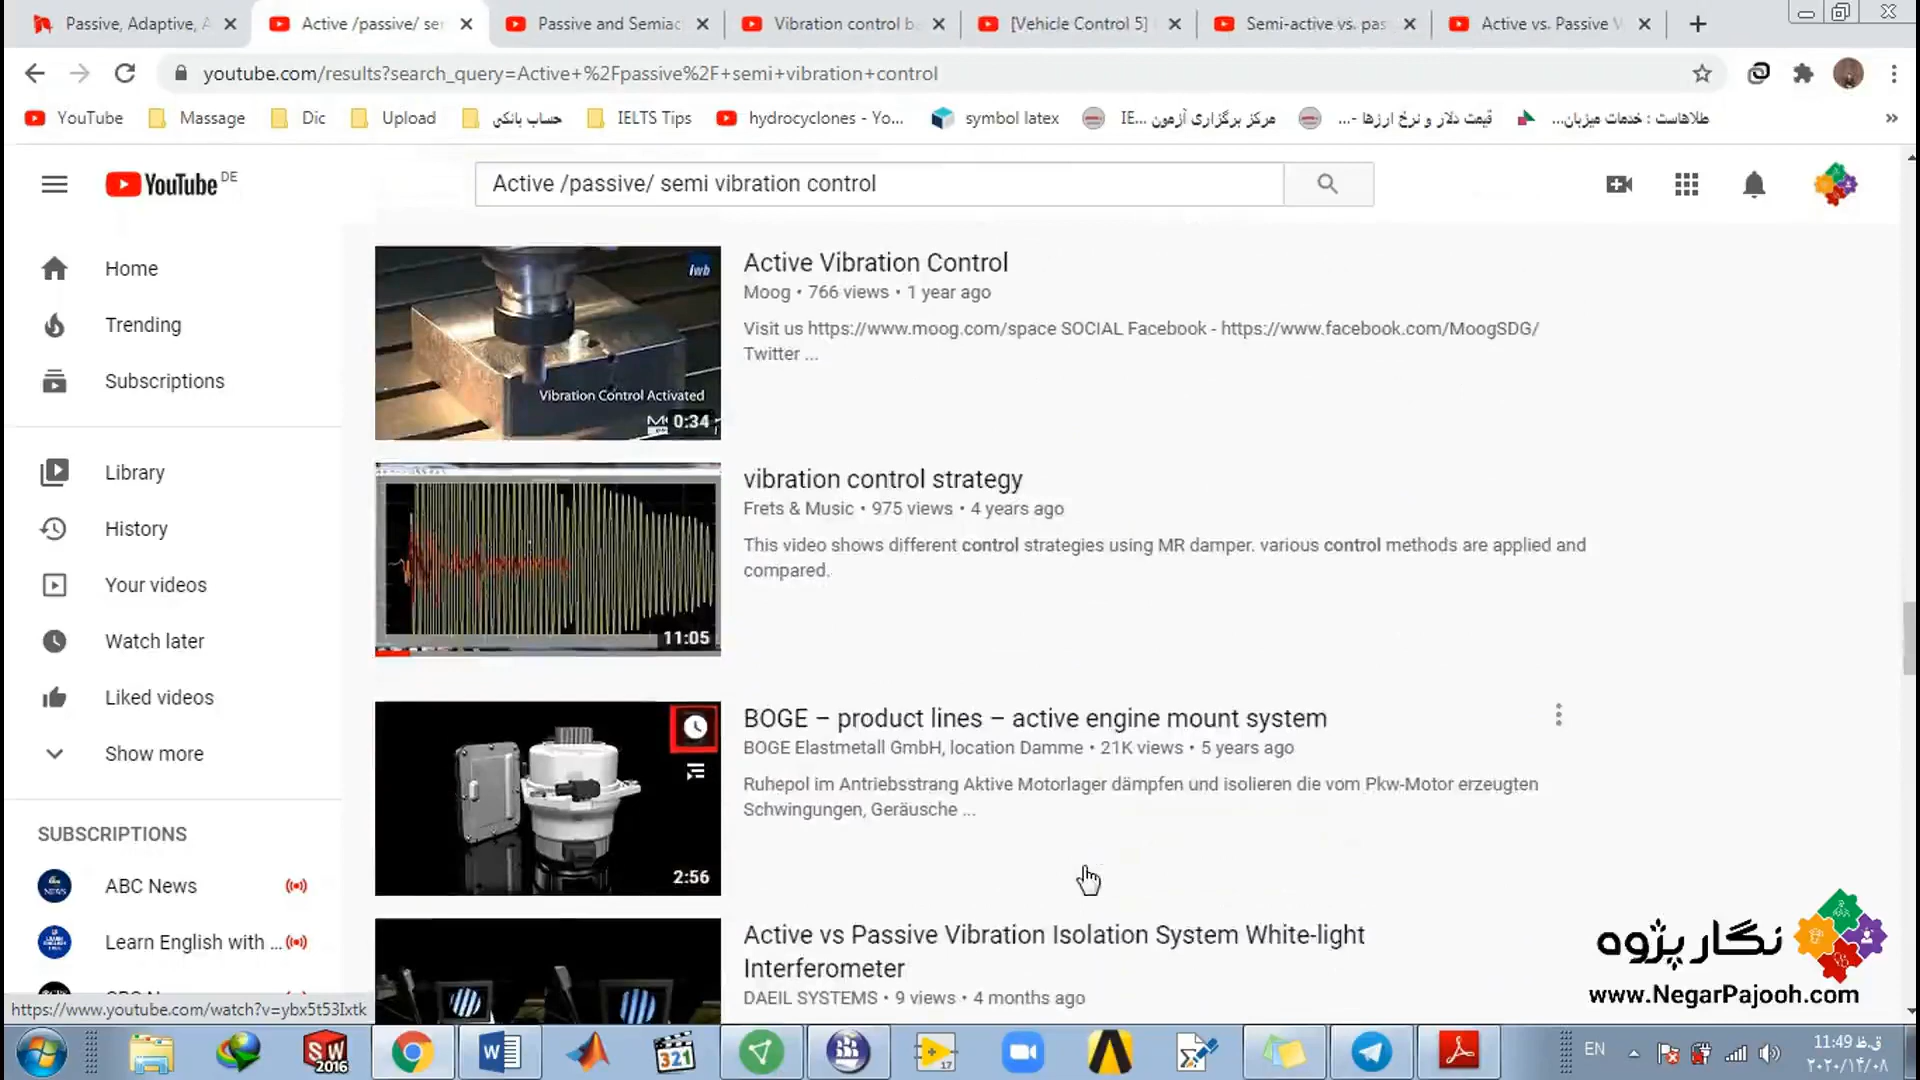 Passive, Adaptive, A
Active /passive/ ser
Passive and Semiac
Vibration control b
[Vehicle Control 5]
Semi-active vs. pas
Active vs. Passive V
youtube.com/results?search_query=Active+%2Fpassive%2F+semi+vibration+control
YouTube
Massage
Dic
Upload
حساب بانکی
IELTS Tips
hydrocyclones - Yo...
symbol latex
مرکز برگزاری آزمون IE...
قیمت دلار و نرخ ارزها -...
طلاهاست : خدمات میزبان...
»
YouTube DE
Active /passive/ semi vibration control
Home
Trending
Subscriptions
Library
History
Your videos
Watch later
Liked videos
Show more
SUBSCRIPTIONS
ABC News
Learn English with ...
iwb
Vibration Control Activated
0:34
Active Vibration Control
Moog • 766 views • 1 year ago
Visit us https://www.moog.com/space SOCIAL Facebook - https://www.facebook.com/MoogSDG/
Twitter ...
11:05
vibration control strategy
Frets & Music • 975 views • 4 years ago
This video shows different control strategies using MR damper. various control methods are applied and
compared.
2:56
BOGE – product lines – active engine mount system
BOGE Elastmetall GmbH, location Damme • 21K views • 5 years ago
Ruhepol im Antriebsstrang Aktive Motorlager dämpfen und isolieren die vom Pkw-Motor erzeugten
Schwingungen, Geräusche ...
Active vs Passive Vibration Isolation System White-light
Interferometer
DAEIL SYSTEMS • 9 views • 4 months ago
نگار پژوه
www.NegarPajooh.com
https://www.youtube.com/watch?v=ybx5t53Ixtk
SW
2016
W
321
17
EN
11:49 ق.ظ
۲۰۲۰/۱۴/۰۸